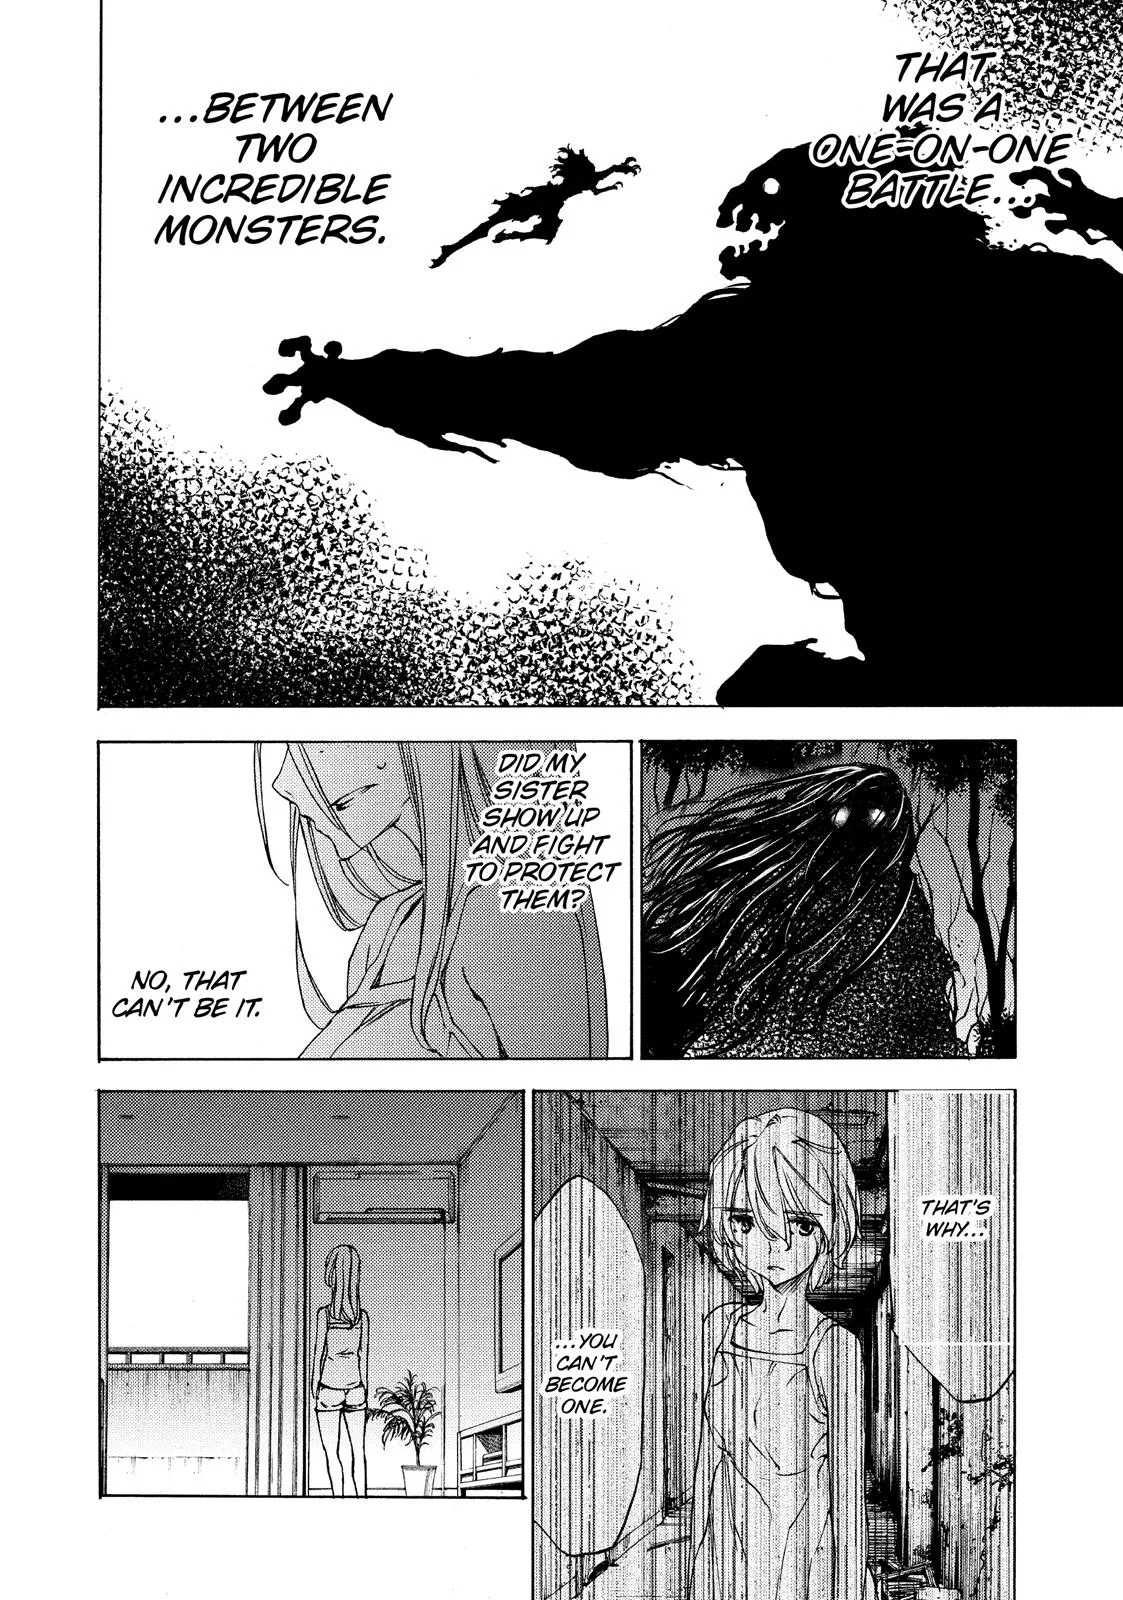 THAT
WAS A
ONE-ON-ONE
BATTLE...
...BETWEEN
TWO
INCREDIBLE
MONSTERS.
DID MY
SISTER
SHOW UP
AND FIGHT
TO PROTECT
THEM?
NO, THAT
CAN'T BE IT.
THAT'S
WHY...
...YOU
CAN'T
BECOME
ONE.